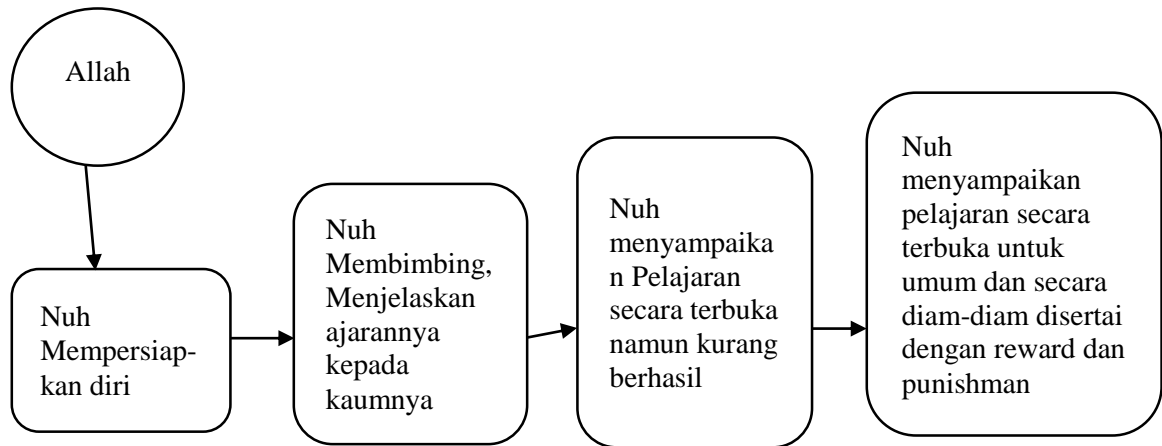 Allah
Nuh
Mempersiap-
kan diri
Nuh
Membimbing,
Menjelaskan
ajarannya
kepada
kaumnya
Nuh
menyampaika
n Pelajaran
secara terbuka
namun kurang
berhasil
Nuh
menyampaikan
pelajaran secara
terbuka untuk
umum dan secara
diam-diam disertai
dengan reward dan
punishman